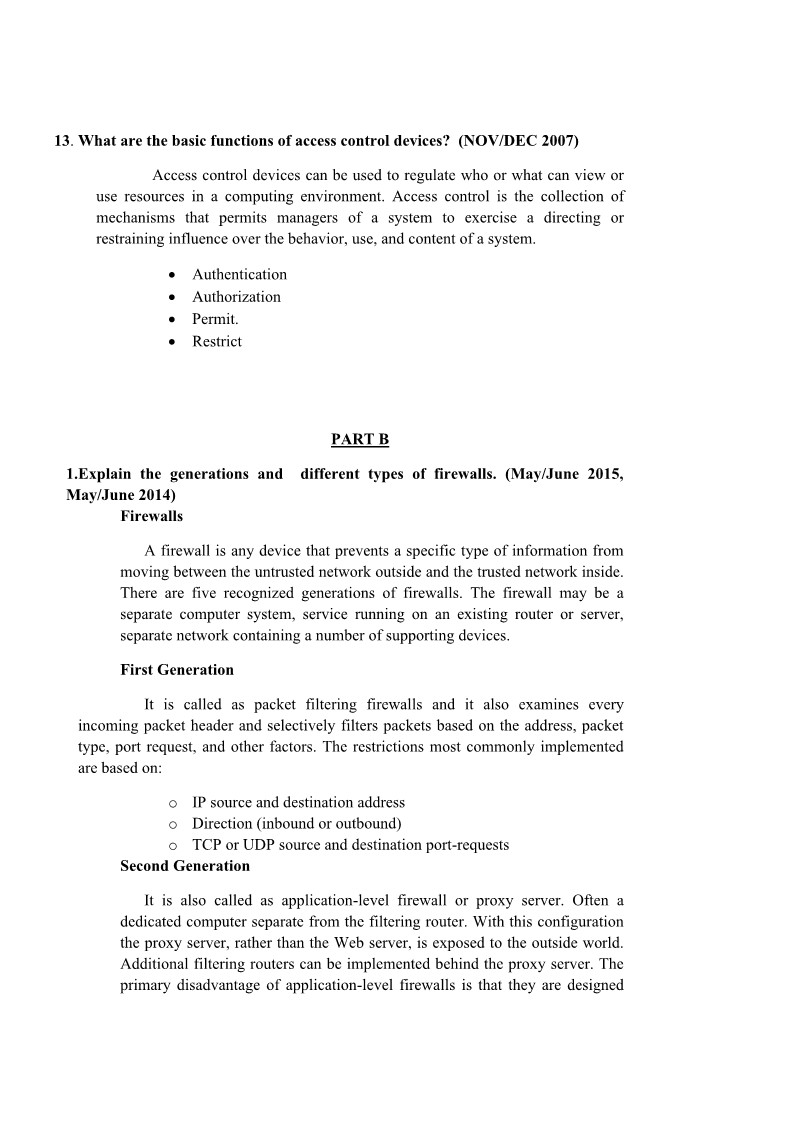 13. What are the basic functions of access control devices?  (NOV/DEC 2007)
Access control devices can be used to regulate who or what can view or
use resources in a computing environment. Access control is the collection of
mechanisms that permits managers of a system to exercise a directing or
restraining influence over the behavior, use, and content of a system.
• Authentication
• Authorization
• Permit.
• Restrict
PART B
1.Explain the generations and  different types of firewalls. (May/June 2015,
May/June 2014)
Firewalls
A firewall is any device that prevents a specific type of information from
moving between the untrusted network outside and the trusted network inside.
There are five recognized generations of firewalls. The firewall may be a
separate computer system, service running on an existing router or server,
separate network containing a number of supporting devices.
First Generation
It is called as packet filtering firewalls and it also examines every
incoming packet header and selectively filters packets based on the address, packet
type, port request, and other factors. The restrictions most commonly implemented
are based on:
o IP source and destination address
o Direction (inbound or outbound)
o TCP or UDP source and destination port-requests
Second Generation
It is also called as application-level firewall or proxy server. Often a
dedicated computer separate from the filtering router. With this configuration
the proxy server, rather than the Web server, is exposed to the outside world.
Additional filtering routers can be implemented behind the proxy server. The
primary disadvantage of application-level firewalls is that they are designed